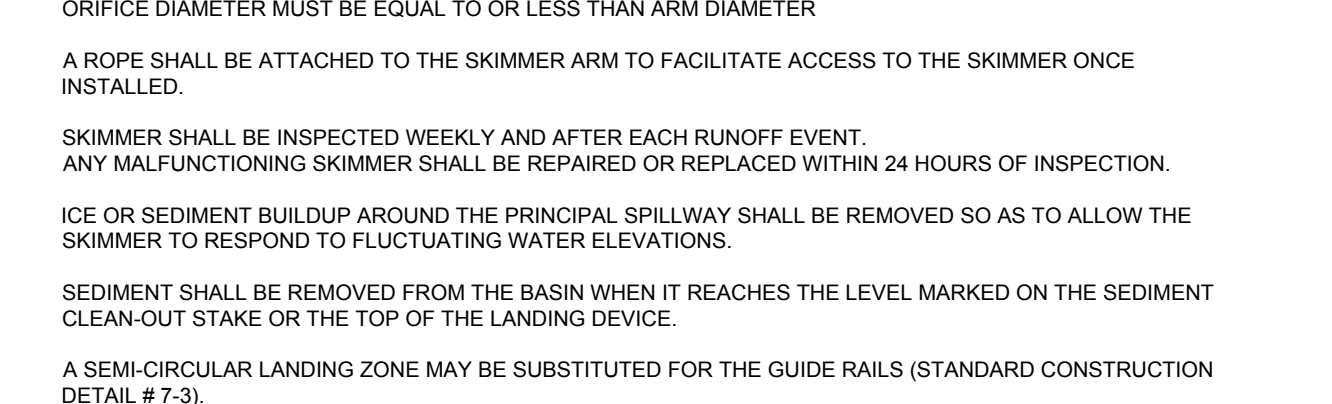 ORIFICE DIAMETER MUST BE EQUAL TO OR LESS THAN ARM DIAMETER
A ROPE SHALL BE ATTACHED TO THE SKIMMER ARM TO FACILITATE ACCESS TO THE SKIMMER ONCE
INSTALLED.
SKIMMER SHALL BE INSPECTED WEEKLY AND AFTER EACH RUNOFF EVENT.
ANY MALFUNCTIONING SKIMMER SHALL BE REPAIRED OR REPLACED WITHIN 24 HOURS OF INSPECTION.
ICE OR SEDIMENT BUILDUP AROUND THE PRINCIPAL SPILLWAY SHALL BE REMOVED SO AS TO ALLOW THE
SKIMMER TO RESPOND TO FLUCTUATING WATER ELEVATIONS.
SEDIMENT SHALL BE REMOVED FROM THE BASIN WHEN IT REACHES THE LEVEL MARKED ON THE SEDIMENT
CLEAN-OUT STAKE OR THE TOP OF THE LANDING DEVICE.
A SEMI-CIRCULAR LANDING ZONE MAY BE SUBSTITUTED FOR THE GUIDE RAILS (STANDARD CONSTRUCTION
DETAIL # 7-3).